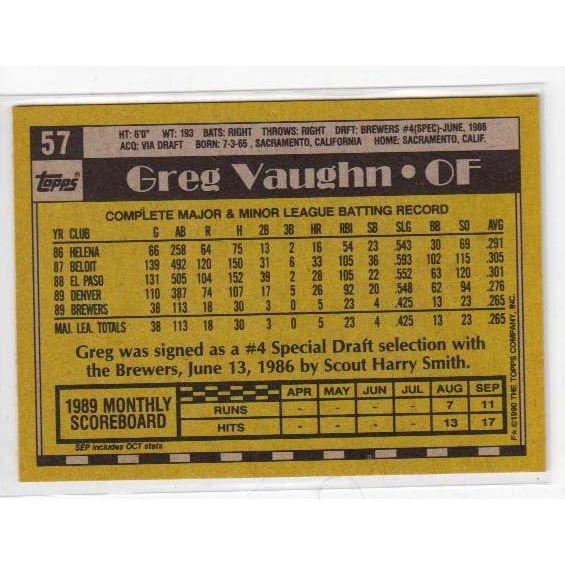 57
HT: 6'0" WT: 193 BATS: RIGHT THROWS: RIGHT DRFT: BREWERS #4(SPEC)-JUNE, 1986
ACQ: VIA DRAFT BORN: 7-3-65, SACRAMENTO, CALIFORNIA HOME: SACRAMENTO, CALIF.
Topps®
Greg Vaughn • OF
COMPLETE MAJOR & MINOR LEAGUE BATTING RECORD
YR CLUB G AB R H 2B 3B HR RBI SB SLG BB SO AVG
86 HELENA 66 258 64 75 13 2 16 54 23 .543 30 69 .291
87 BELOIT 139 492 120 150 31 6 33 105 36 .593 102 115 .305
88 EL PASO 131 505 104 152 39 2 28 105 22 .552 63 120 .301
89 DENVER 110 387 74 107 17 5 26 92 20 .548 62 94 .276
89 BREWERS 38 113 18 30 3 0 5 23 4 .425 13 23 .265
MAJ. LEA. TOTALS 38 113 18 30 3 0 5 23 4 .425 13 23 .265
Greg was signed as a #4 Special Draft selection with
the Brewers, June 13, 1986 by Scout Harry Smith.
1989 MONTHLY
SCOREBOARD
APR MAY JUN JUL AUG SEP
RUNS - - - - 7 11
HITS - - - - 13 17
SEP includes OCT stats
F★ ©1990 THE TOPPS COMPANY, INC.